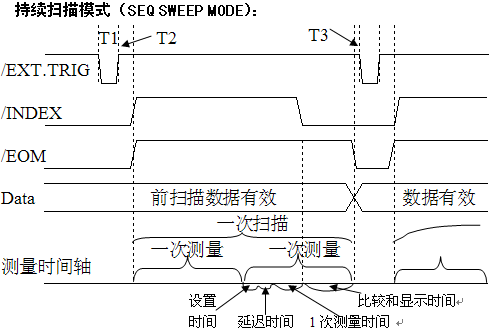 持续扫描模式（SEQ SWEEP MODE）:
T1 T2 T3
/EXT.TRIG
/INDEX
/EOM
Data 前扫描数据有效 数据有效
一次扫描
一次测量 一次测量
测量时间轴
设置 比较和显示时间
时间 延迟时间 1次测量时间